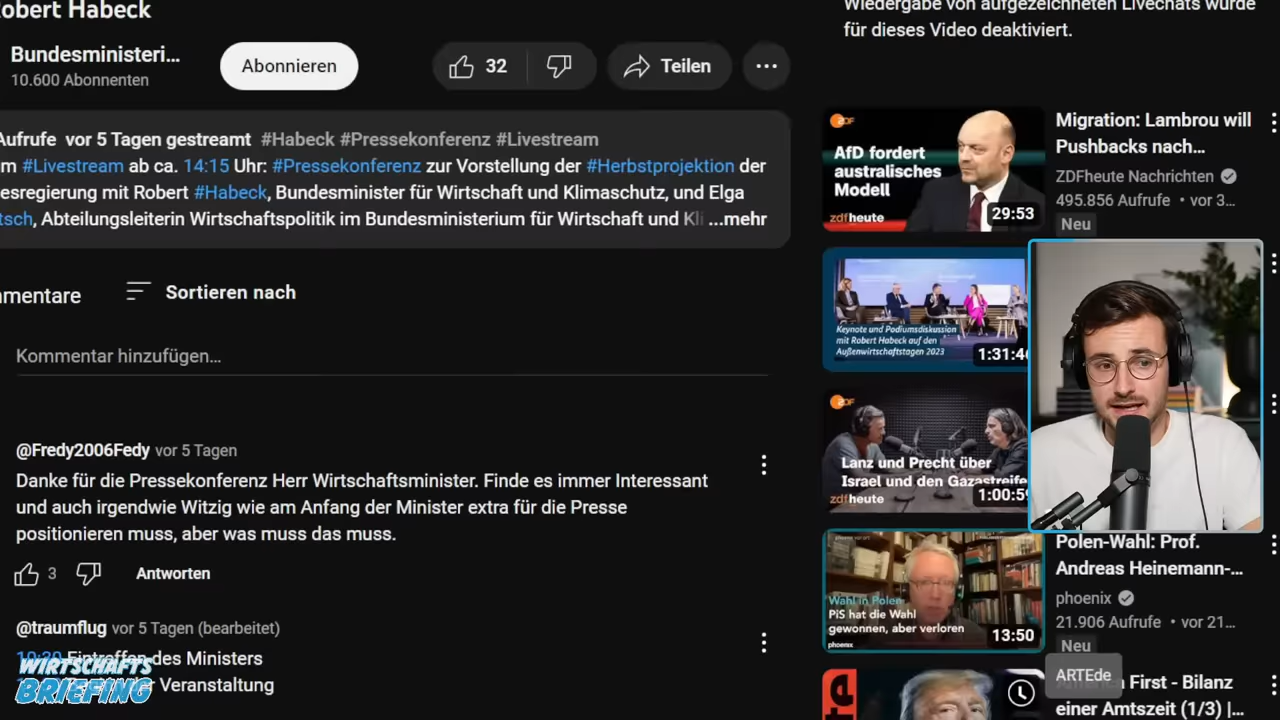 obert Habeck
Bundesministeri...
10.600 Abonnenten
Abonnieren
32
Teilen
Aufrufe vor 5 Tagen gestreamt #Habeck #Pressekonferenz #Livestream
m #Livestream ab ca. 14:15 Uhr: #Pressekonferenz zur Vorstellung der #Herbstprojektion der
esregierung mit Robert #Habeck, Bundesminister für Wirtschaft und Klimaschutz, und Elga
tsch, Abteilungsleiterin Wirtschaftspolitik im Bundesministerium für Wirtschaft und Kli ...mehr
mmentare
Sortieren nach
Kommentar hinzufügen...
@Fredy2006Fedy vor 5 Tagen
Danke für die Pressekonferenz Herr Wirtschaftsminister. Finde es immer Interessant
und auch irgendwie Witzig wie am Anfang der Minister extra für die Presse
positionieren muss, aber was muss das muss.
3
Antworten
@traumflug vor 5 Tagen (bearbeitet)
Eintreffen des Ministers
Veranstaltung
WIRTSCHAFTS
BRIEFING
Wiedergabe von aufgezeichneten Livechats wurde
für dieses Video deaktiviert.
ZDF
AfD fordert
australisches
Modell
zdfheute
29:53
Migration: Lambrou will
Pushbacks nach...
ZDFheute Nachrichten
495.856 Aufrufe • vor 3...
Neu
Keynote und Podiumsdiskussion
mit Robert Habeck auf den
Außenwirtschaftstagen 2023
1:31:4
ZDF
Lanz und Precht über
Israel und den Gazastreife
zdfheute
1:00:5
phoenix vor ort
Wahl in Polen
PiS hat die Wahl
gewonnen, aber verloren
phoenix
13:50
Polen-Wahl: Prof.
Andreas Heinemann-...
phoenix
21.906 Aufrufe • vor 21...
Neu
ARTEde
First - Bilanz
einer Amtszeit (1/3) |...